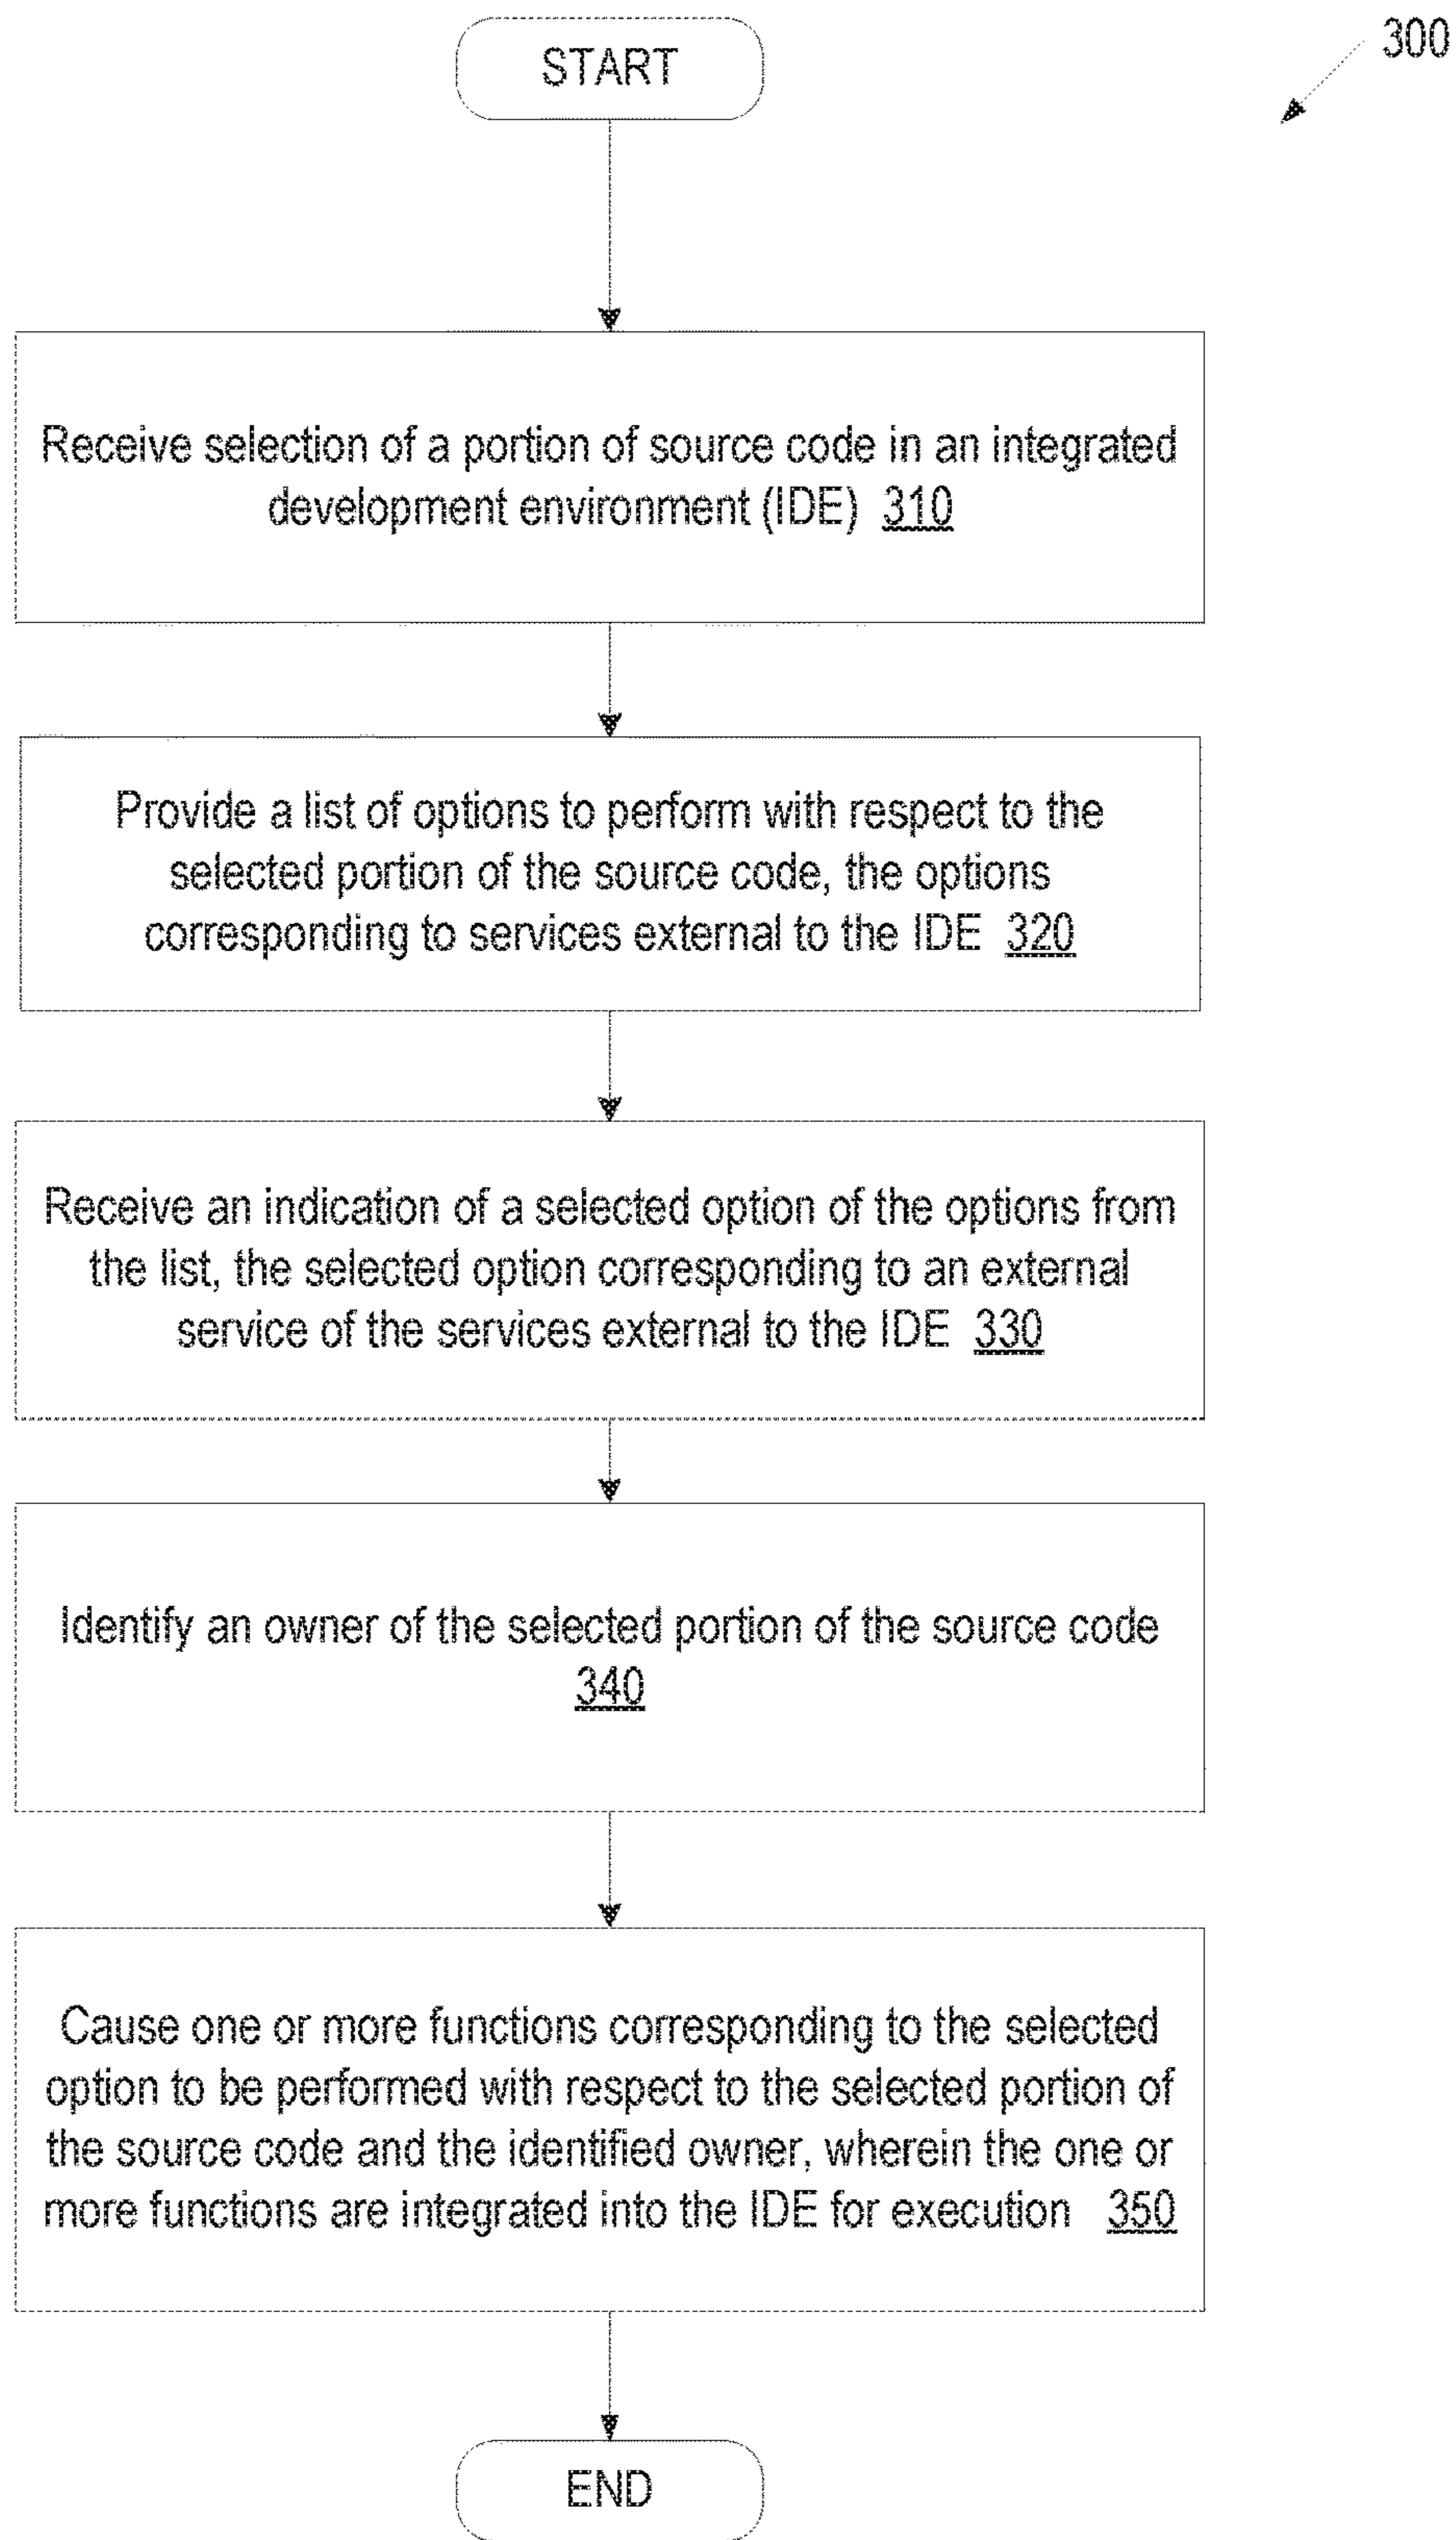 START
300
Receive selection of a portion of source code in an integrated
development environment (IDE) 310
Provide a list of options to perform with respect to the
selected portion of the source code, the options
corresponding to services external to the IDE 320
Receive an indication of a selected option of the options from
the list, the selected option corresponding to an external
service of the services external to the IDE 330
Identify an owner of the selected portion of the source code
340
Cause one or more functions corresponding to the selected
option to be performed with respect to the selected portion of
the source code and the identified owner, wherein the one or
more functions are integrated into the IDE for execution 350
END